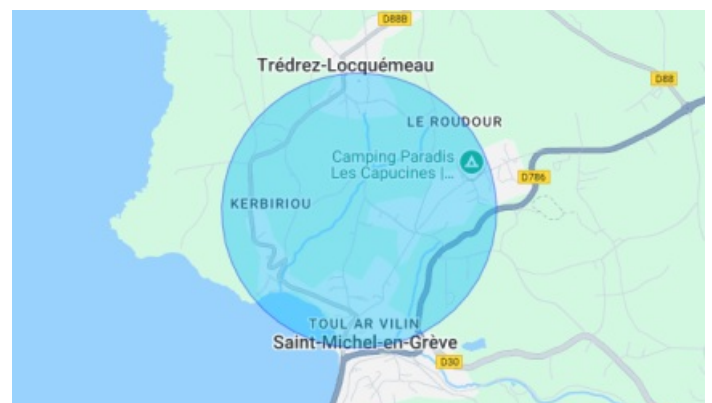 D88B
Trédrez-Locquémeau
D88
LE ROUDOUR
Camping Paradis
Les Capucines |...
D786
KERBIRIOU
TOUL AR VILIN
Saint-Michel-en-Grève
D30